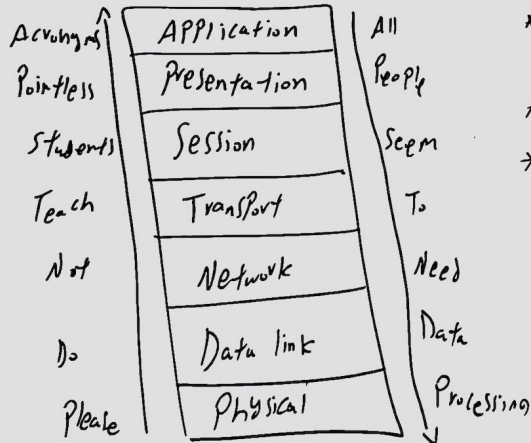 Acronyms Application All
Pointless Presentation People
Students Session Seem
Teach Transport To
Not Network Need
Do Data link Data
Please Physical Processing